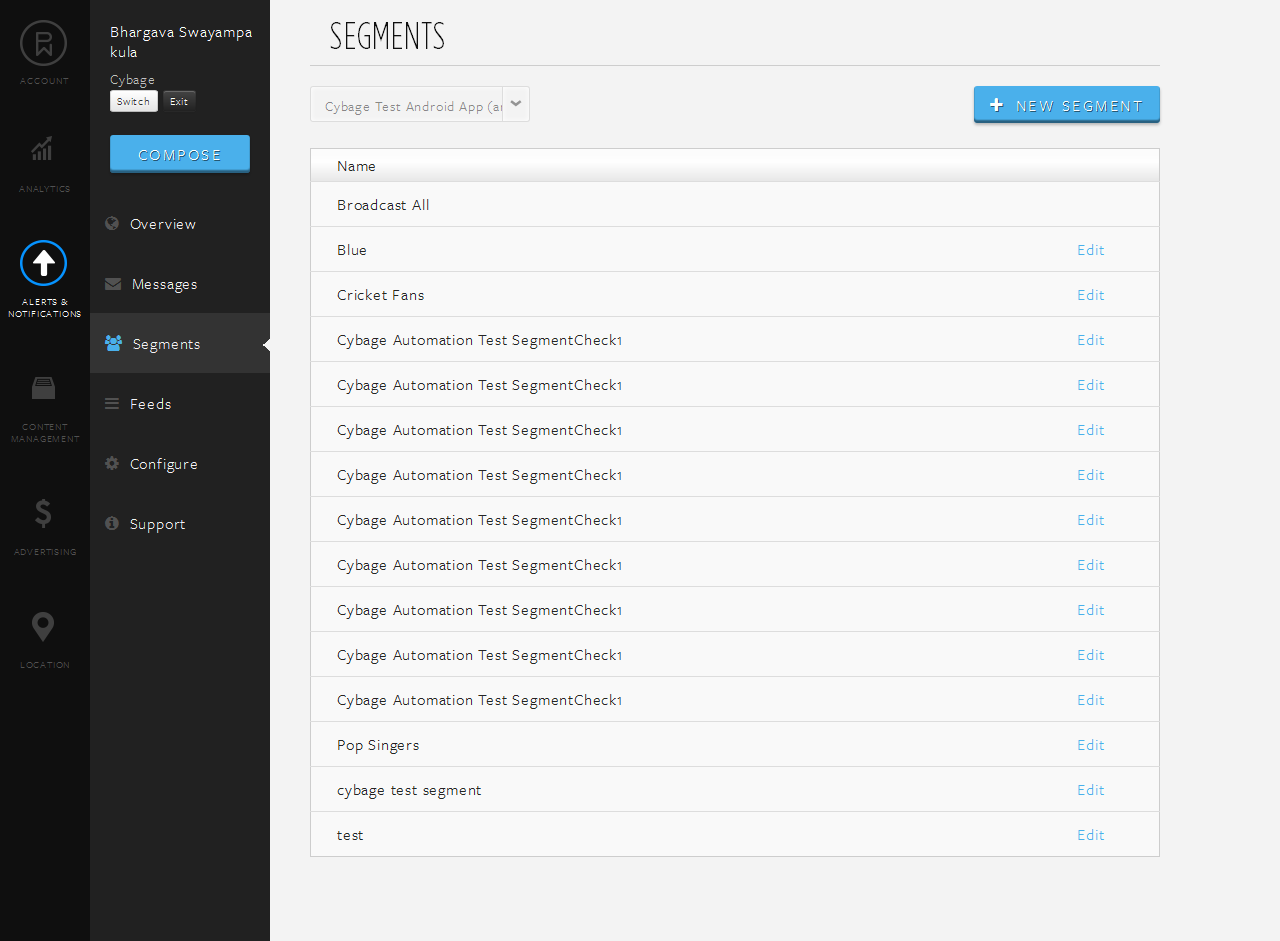 ACCOUNT
ANALYTICS
ALERTS &
NOTIFICATIONS
CONTENT
MANAGEMENT
ADVERTISING
LOCATION
Bhargava Swayampa
kula
Cybage
Switch Exit
COMPOSE
Overview
Messages
Segments
Feeds
Configure
Support
SEGMENTS
Cybage Test Android App (a
NEW SEGMENT
Name
Broadcast All
Blue Edit
Cricket Fans Edit
Cybage Automation Test SegmentCheck1 Edit
Cybage Automation Test SegmentCheck1 Edit
Cybage Automation Test SegmentCheck1 Edit
Cybage Automation Test SegmentCheck1 Edit
Cybage Automation Test SegmentCheck1 Edit
Cybage Automation Test SegmentCheck1 Edit
Cybage Automation Test SegmentCheck1 Edit
Cybage Automation Test SegmentCheck1 Edit
Cybage Automation Test SegmentCheck1 Edit
Pop Singers Edit
cybage test segment Edit
test Edit